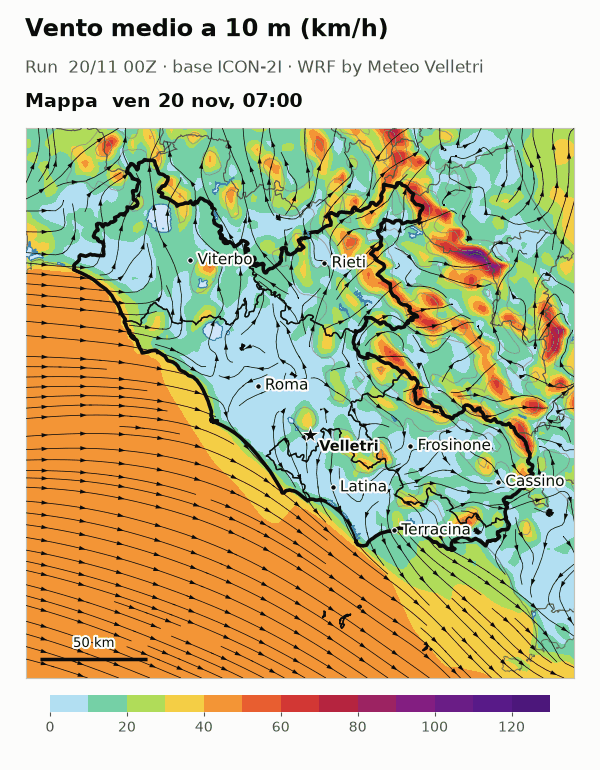 Vento medio a 10 m (km/h)
Run  20/11 00Z · base ICON-2I · WRF by Meteo Velletri
Mappa  ven 20 nov, 07:00
Viterbo
Rieti
Roma
Velletri
Frosinone
Cassino
Latina
Terracina
50 km
0 20 40 60 80 100 120